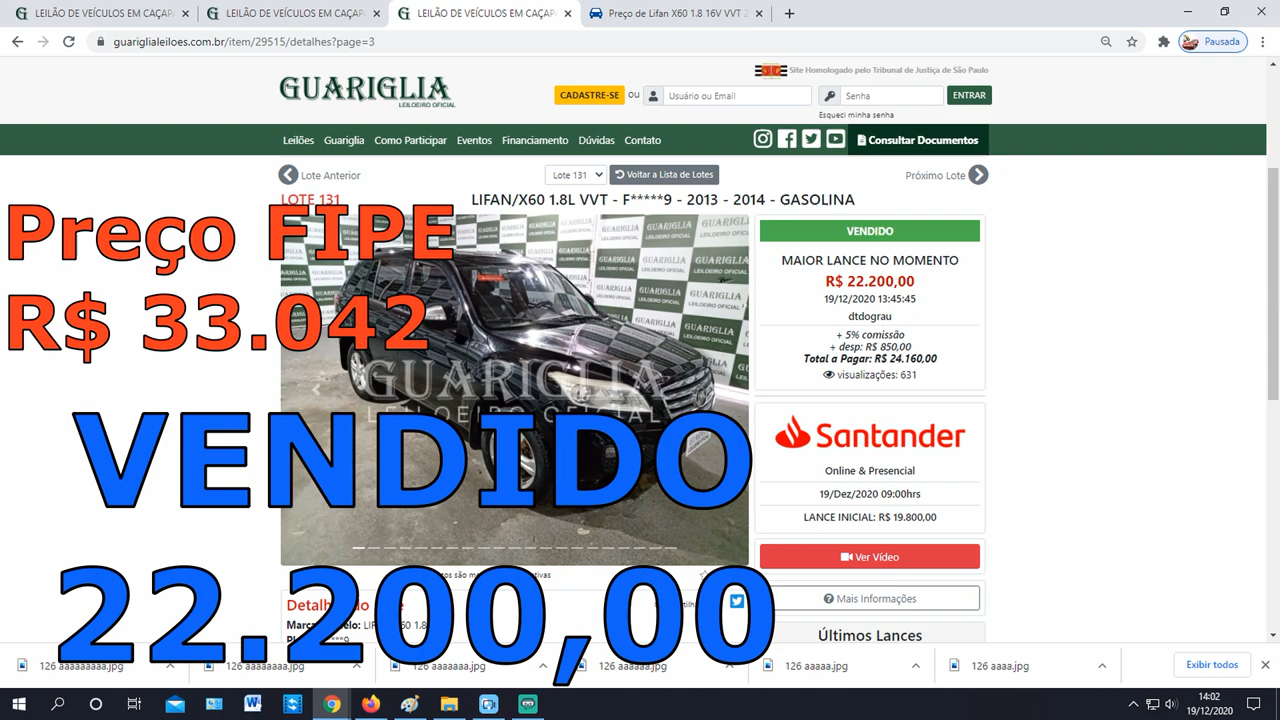 LEILÃO DE VEÍCULOS EM CAÇAPA
LEILÃO DE VEÍCULOS EM CAÇAPA
LEILÃO DE VEÍCULOS EM CAÇAPA
Preço de Lifan X60 1.8 16V VVT 2
guariglialeiloes.com.br/item/29515/detalhes?page=3
Pausada
GUARIGLIA
LEILOEIRO OFICIAL
Site Homologado pelo Tribunal de Justiça de São Paulo
CADASTRE-SE ou Usuário ou Email Senha ENTRAR
Esqueci minha senha
Leilões Guariglia Como Participar Eventos Financiamento Dúvidas Contato
Consultar Documentos
Lote Anterior
Lote 131
Voltar a Lista de Lotes
Próximo Lote
LOTE 131
LIFAN/X60 1.8L VVT - F*****9 - 2013 - 2014 - GASOLINA
Preço FIPE
R$ 33.042
VENDIDO
22.200,00
GUARIGLIA
LEILOEIRO OFICIAL
VENDIDO
MAIOR LANCE NO MOMENTO
R$ 22.200,00
19/12/2020 13:45:45
dtdograu
+ 5% comissão
+ desp: R$ 850,00
Total a Pagar: R$ 24.160,00
visualizações: 631
Santander
Online & Presencial
19/Dez/2020 09:00hrs
LANCE INICIAL: R$ 19.800,00
Ver Vídeo
Mais Informações
Últimos Lances
126 aaaaaaaaa.jpg
126 aaaaaaaa.jpg
126 aaaaaaa.jpg
126 aaaaaa.jpg
126 aaaaa.jpg
126 aaaa.jpg
Exibir todos
14:02
19/12/2020